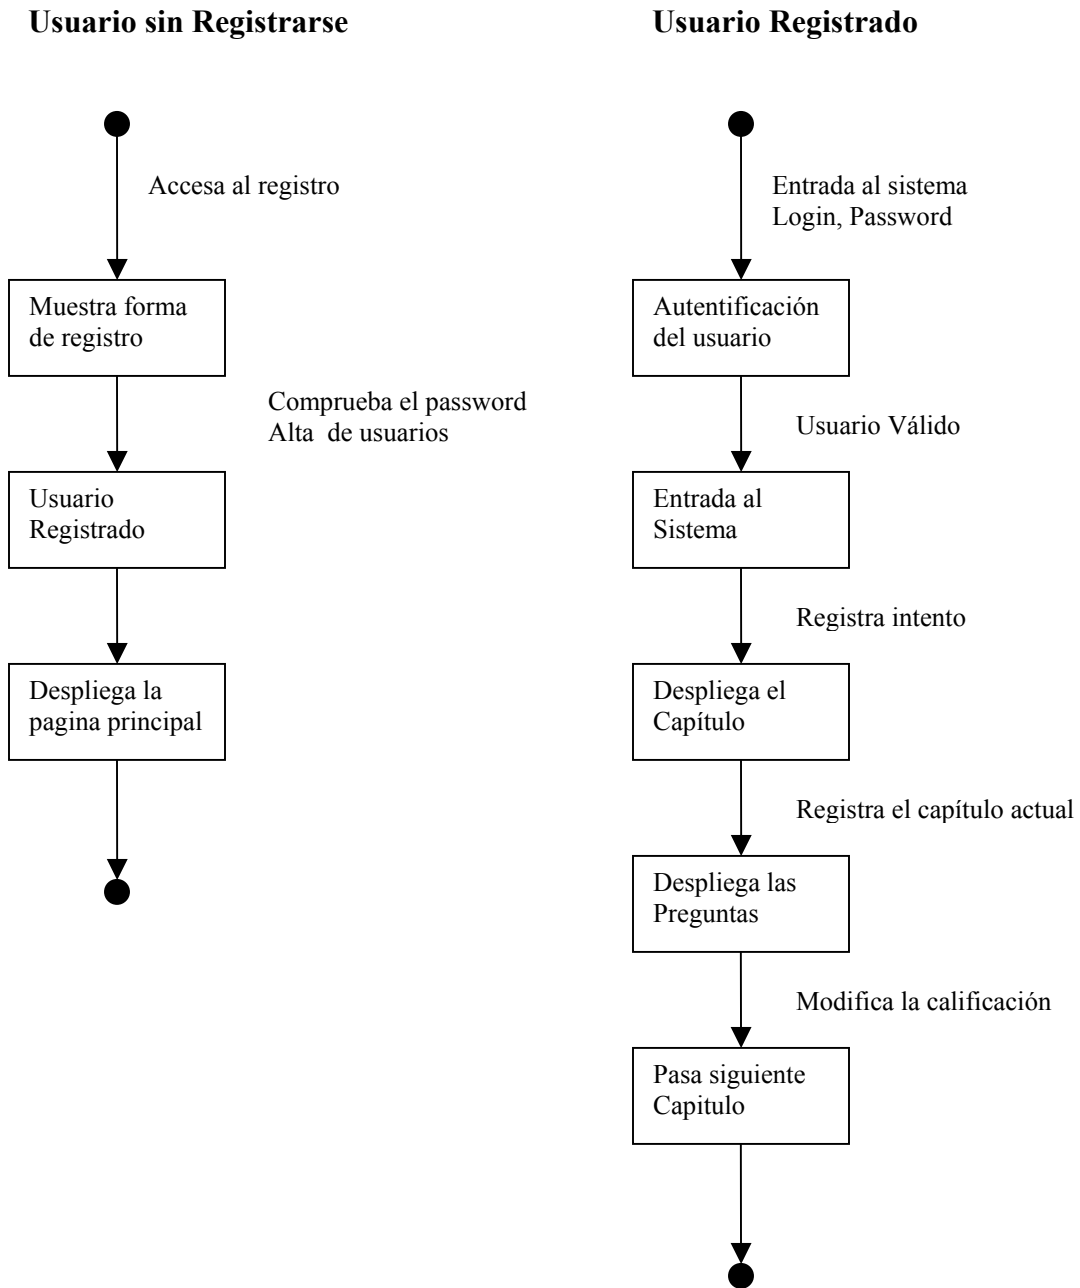 Usuario sin Registrarse
Accesa al registro
Muestra forma
de registro
Comprueba el password
Alta  de usuarios
Usuario
Registrado
Despliega la
pagina principal
Usuario Registrado
Entrada al sistema
Login, Password
Autentificación
del usuario
Usuario Válido
Entrada al
Sistema
Registra intento
Despliega el
Capítulo
Registra el capítulo actual
Despliega las
Preguntas
Modifica la calificación
Pasa siguiente
Capitulo